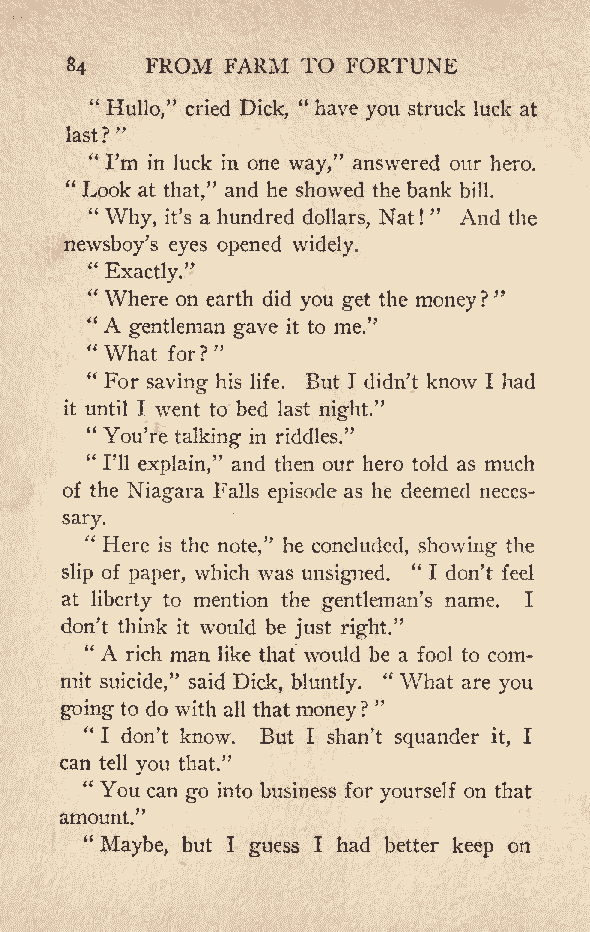 84 FROM FARM TO FORTUNE
“ Hullo,” cried Dick, “ have you struck luck at
last? ”
“ I’m in luck in one way,” answered our hero.
“ Look at that,” and he showed the bank bill.
“ Why, it’s a hundred dollars, Nat! ” And the
newsboy’s eyes opened widely.
“ Exactly.”
“ Where on earth did you get the money? ”
“ A gentleman gave it to me.”
“ What for? ”
“ For saving his life. But I didn’t know I had
it until I went to bed last night.”
“ You’re talking in riddles.”
“ I’ll explain,” and then our hero told as much
of the Niagara Falls episode as he deemed neces-
sary.
“ Here is the note,” he concluded, showing the
slip of paper, which was unsigned. “ I don’t feel
at liberty to mention the gentleman’s name. I
don’t think it would be just right.”
“ A rich man like that would be a fool to com-
mit suicide,” said Dick, bluntly. “ What are you
going to do with all that money? ”
“ I don’t know. But I shan’t squander it, I
can tell you that.”
“ You can go into business for yourself on that
amount.”
“ Maybe, but I guess I had better keep on